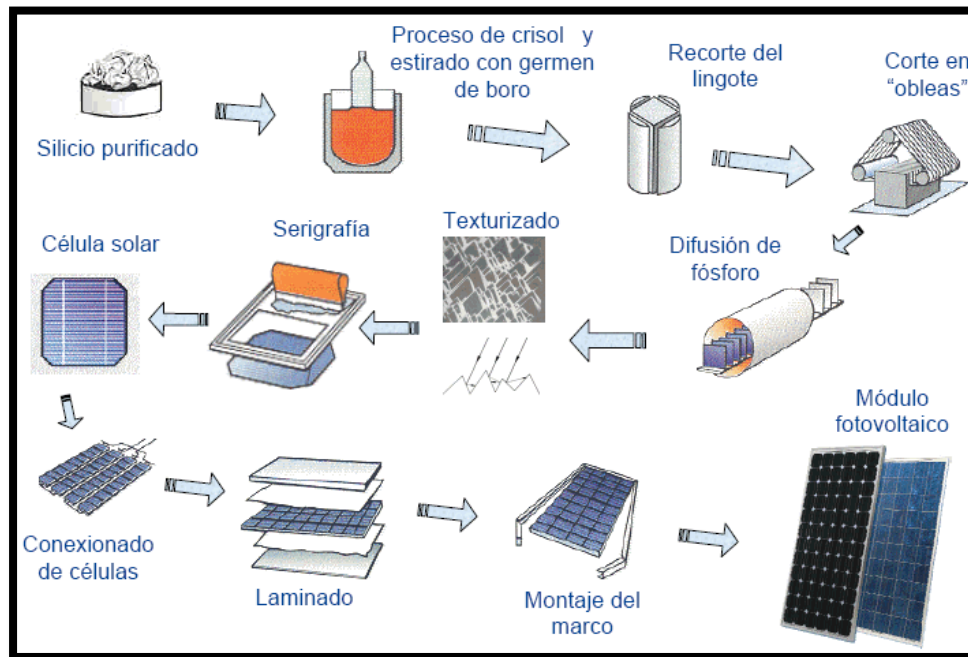 Silicio purificado
Proceso de crisol y
estirado con germen
de boro
Recorte del
lingote
Corte en
“obleas”
Difusión de
fósforo
Texturizado
Serigrafía
Célula solar
Conexionado
de células
Laminado
Montaje del
marco
Módulo
fotovoltaico